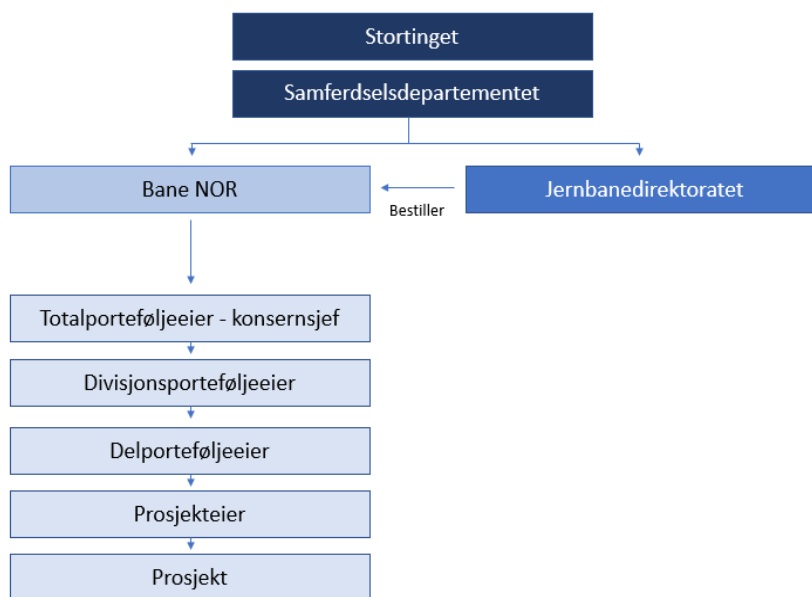 Stortinget
Samferdselsdepartementet
Bane NOR
Jernbanedirektoratet
Bestiller
Totalporteføljeeier - konsernsjef
Divisjonsporteføljeeier
Delporteføljeeier
Prosjekteier
Prosjekt